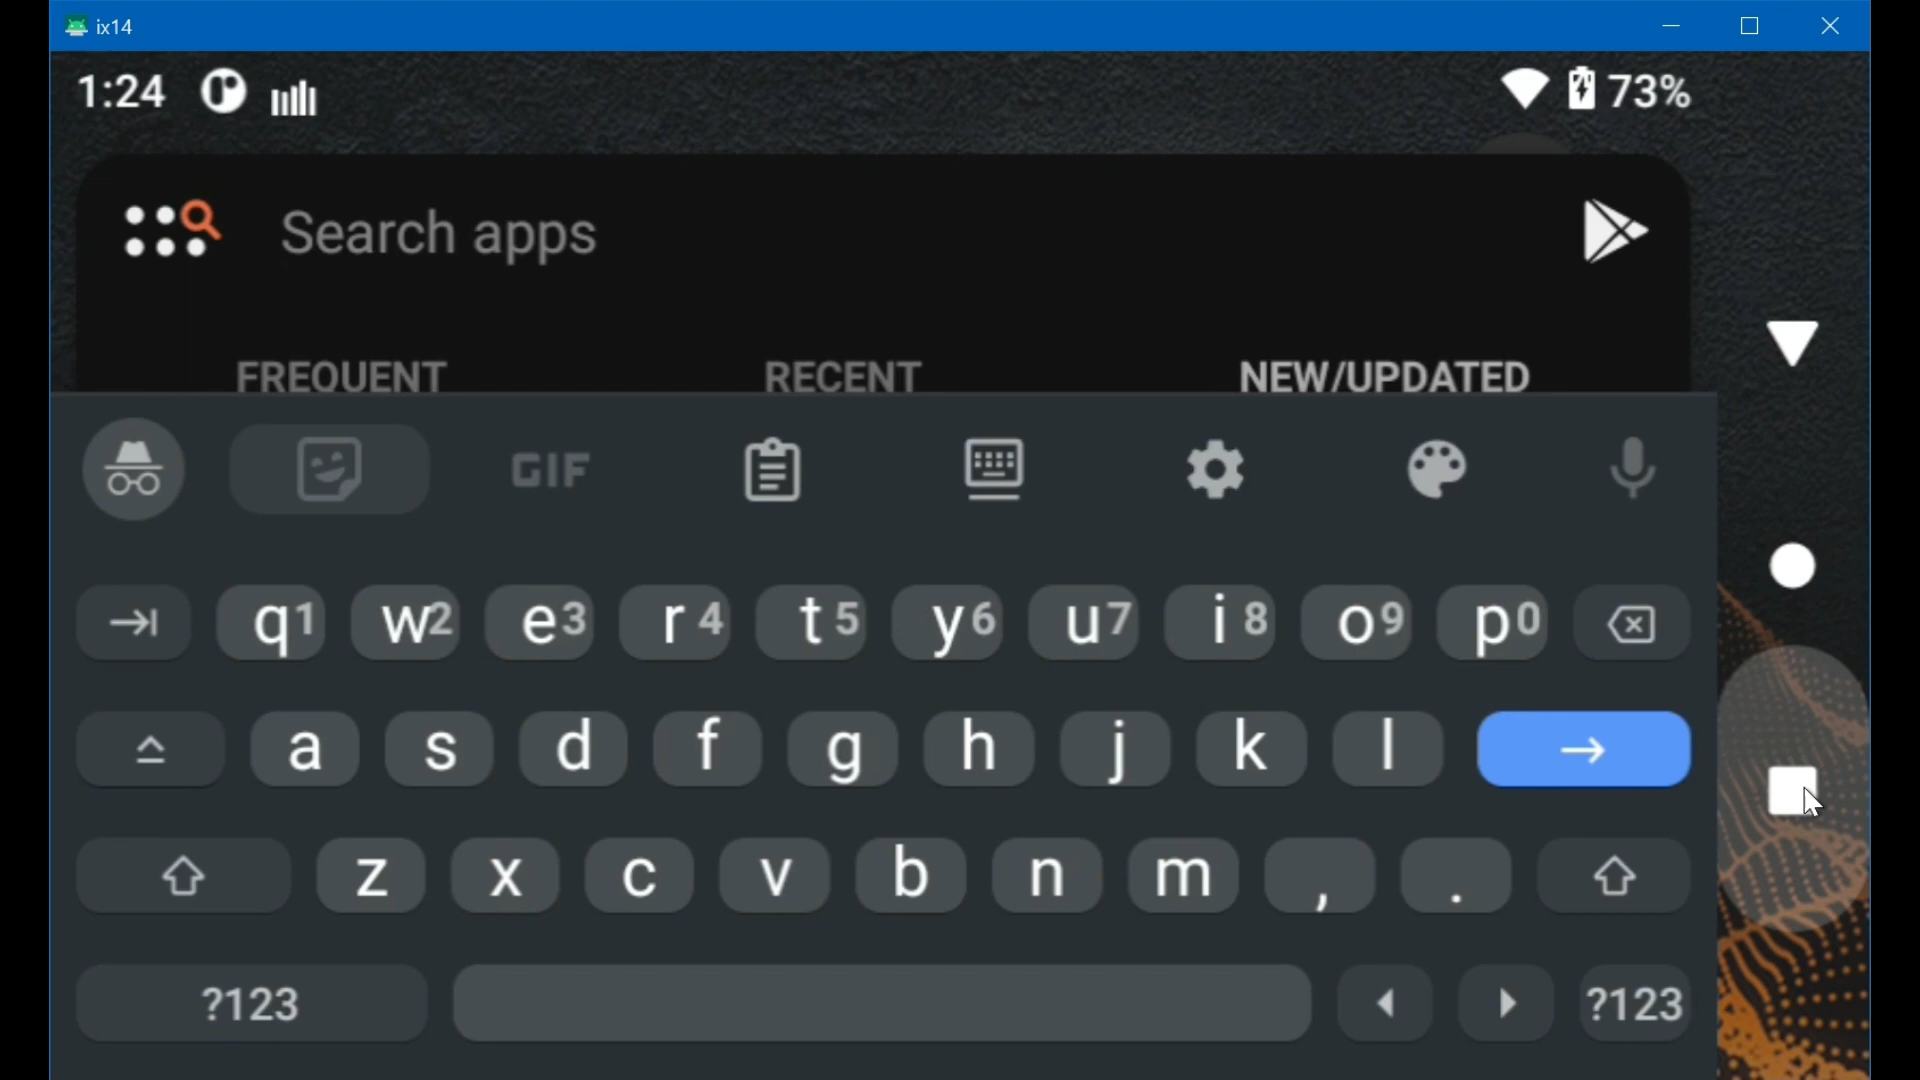 ix14
1:24 73%
Search apps
FREQUENT RECENT NEW/UPDATED
GIF
q1 w2 e3 r4 t5 y6 u7 i8 o9 p0
a s d f g h j k l
z x c v b n m , .
?123 ?123